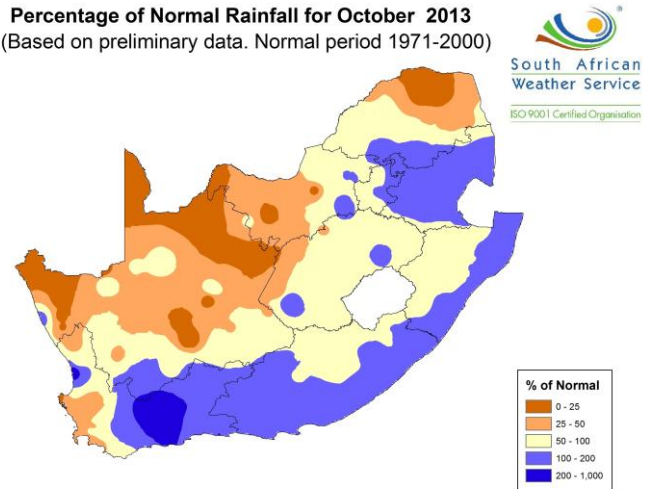 Percentage of Normal Rainfall for October 2013
(Based on preliminary data. Normal period 1971-2000)
®
South African
Weather Service
ISO 9001 Certified Organisation
% of Normal
0 - 25
25 - 50
50 - 100
100 - 200
200 - 1,000